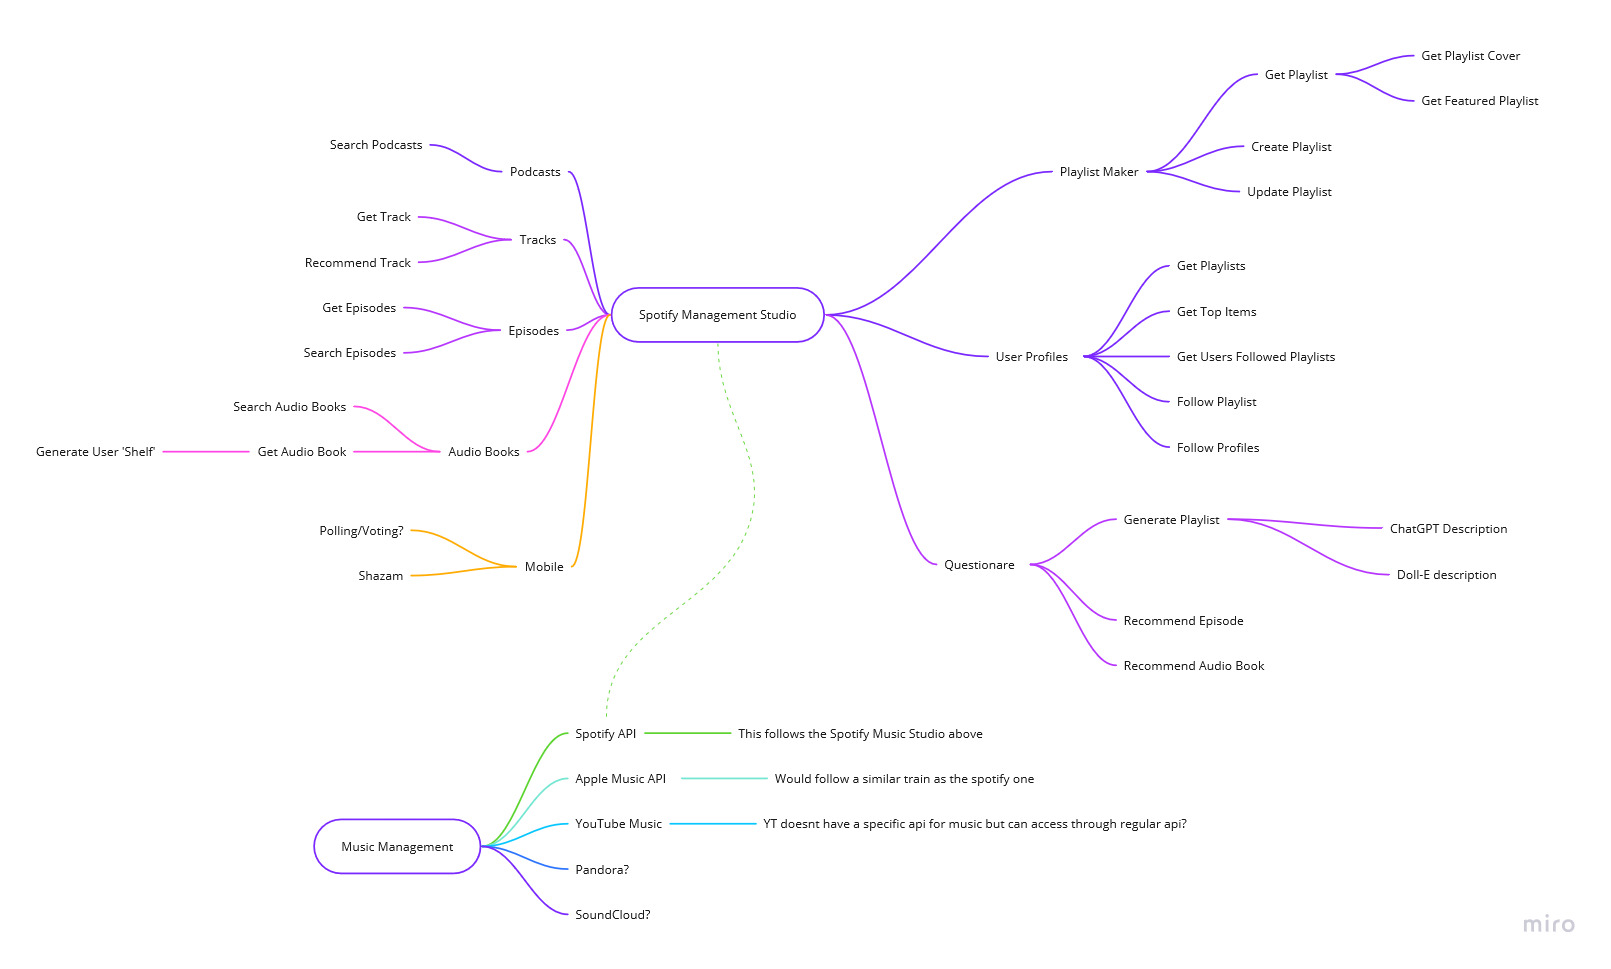 Get Playlist Cover
Get Playlist
Get Featured Playlist
Search Podcasts
Create Playlist
Podcasts
Playlist Maker
Update Playlist
Get Track
Tracks
Recommend Track
Get Playlists
Get Episodes
Spotify Management Studio
Get Top Items
Episodes
Search Episodes
User Profiles
Get Users Followed Playlists
Search Audio Books
Follow Playlist
Generate User 'Shelf'
Get Audio Book
Audio Books
Follow Profiles
Polling/Voting?
Generate Playlist
ChatGPT Description
Mobile
Questionare
Shazam
Doll-E description
Recommend Episode
Recommend Audio Book
Spotify API
This follows the Spotify Music Studio above
Apple Music API
Would follow a similar train as the spotify one
YouTube Music
YT doesnt have a specific api for music but can access through regular api?
Music Management
Pandora?
SoundCloud?
miro